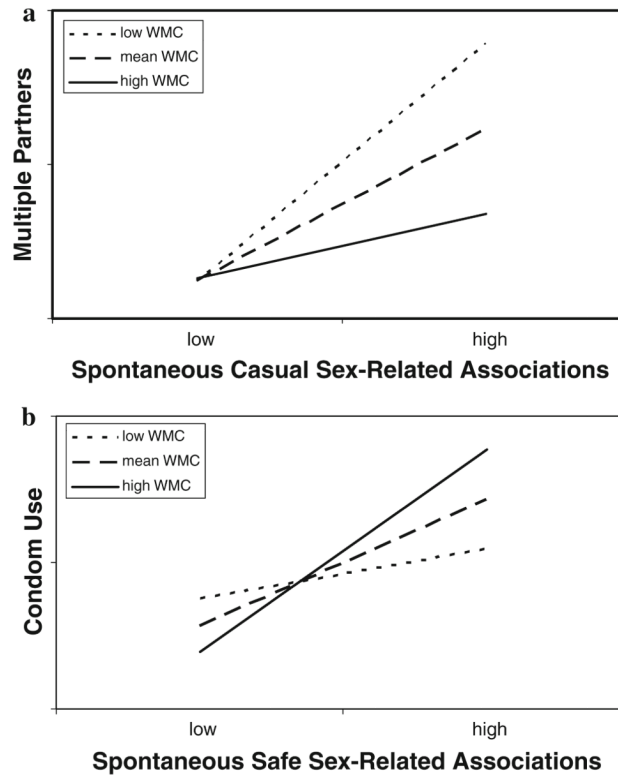 a
low WMC
mean WMC
high WMC
Multiple Partners
low high
Spontaneous Casual Sex-Related Associations
b
low WMC
mean WMC
high WMC
Condom Use
low high
Spontaneous Safe Sex-Related Associations